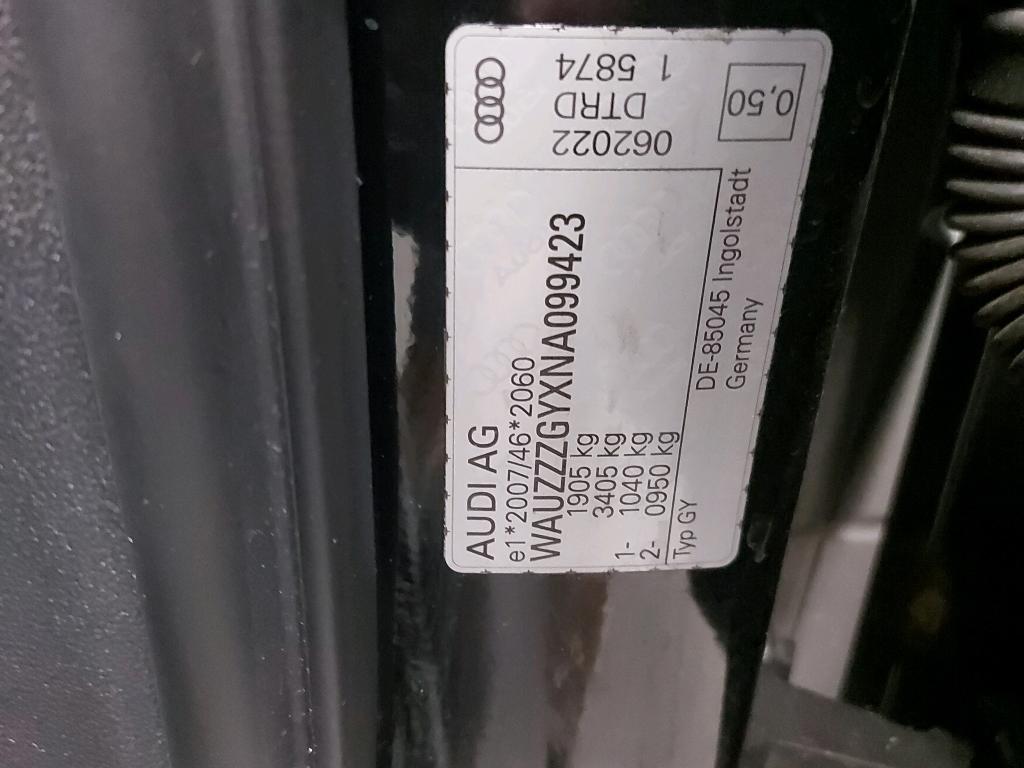 AUDI AG
e1*2007/46*2060
WAUZZZGYXNA099423
1905 kg
3405 kg
1- 1040 kg
2- 0950 kg
Typ GY
DE-85045 Ingolstadt
Germany
062022
DTRD
1 5874
0,50